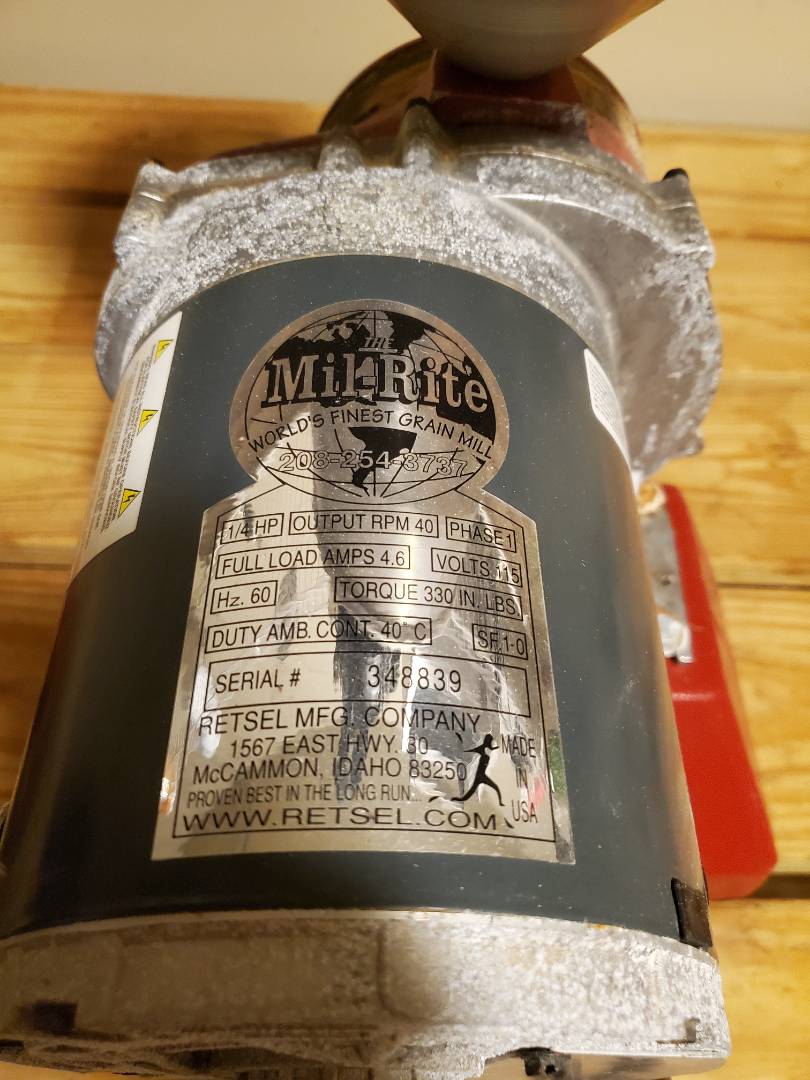 THE
Mil-Rite
WORLD'S FINEST GRAIN MILL
208-254-3737
1/4 HP OUTPUT RPM 40 PHASE 1
FULL LOAD AMPS 4.6 VOLTS 115
Hz. 60 TORQUE 330 IN. LBS.
DUTY AMB. CONT. 40° C SF.1-0
SERIAL # 348839
RETSEL MFG. COMPANY
1567 EAST HWY. 30
McCAMMON, IDAHO 83250
PROVEN BEST IN THE LONG RUN...
WWW.RETSEL.COM
MADE
IN
USA